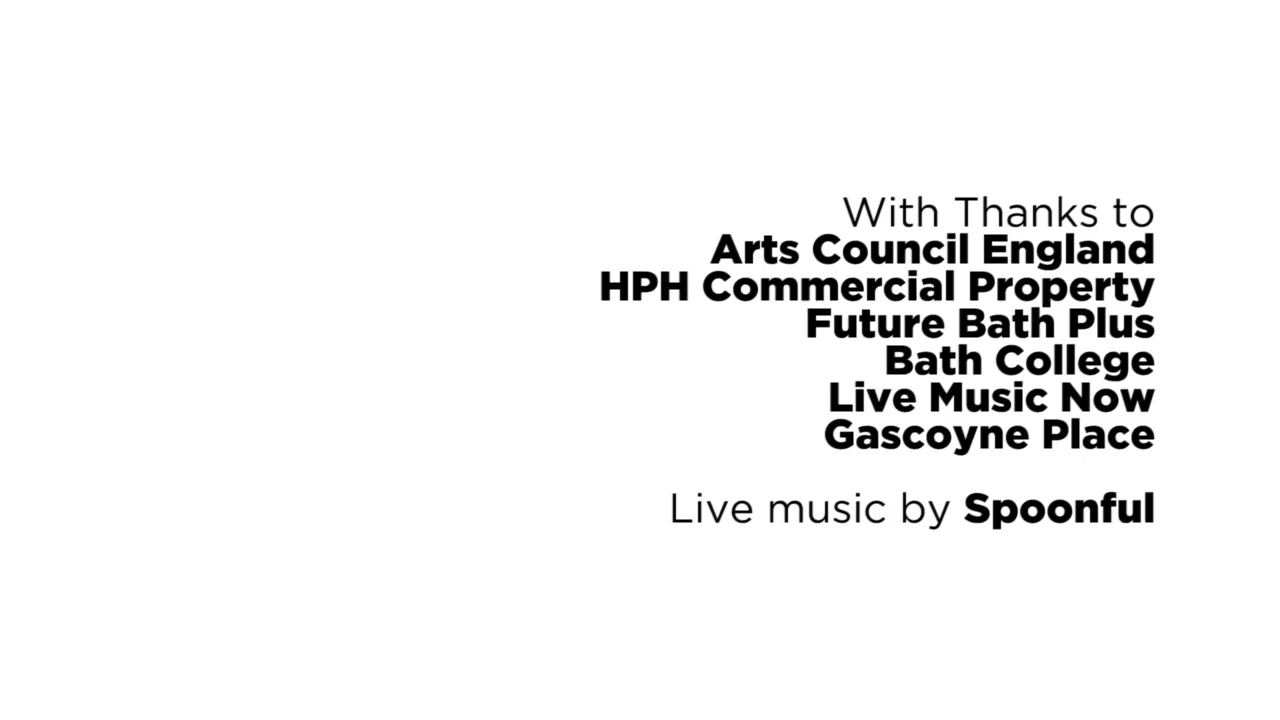 With Thanks to
Arts Council England
HPH Commercial Property
Future Bath Plus
Bath College
Live Music Now
Gascoyne Place
Live music by Spoonful